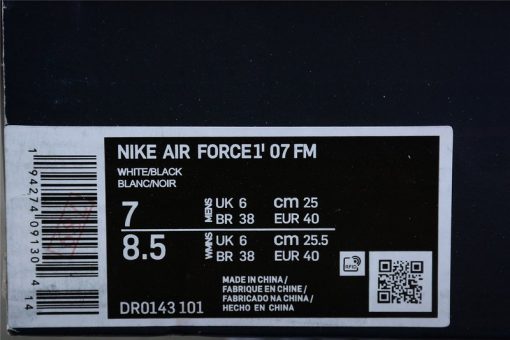 NIKE AIR FORCE1' 07 FM
WHITE/BLACK
BLANC/NOIR
7 MENS UK 6 cm 25
BR 38 EUR 40
8.5 WMNS UK 6 cm 25.5
BR 38 EUR 40
MADE IN CHINA /
FABRIQUE EN CHINE /
FABRICADO NA CHINA /
HECHO EN CHINA
DR0143 101
RFID
1 94274 09130 4 14